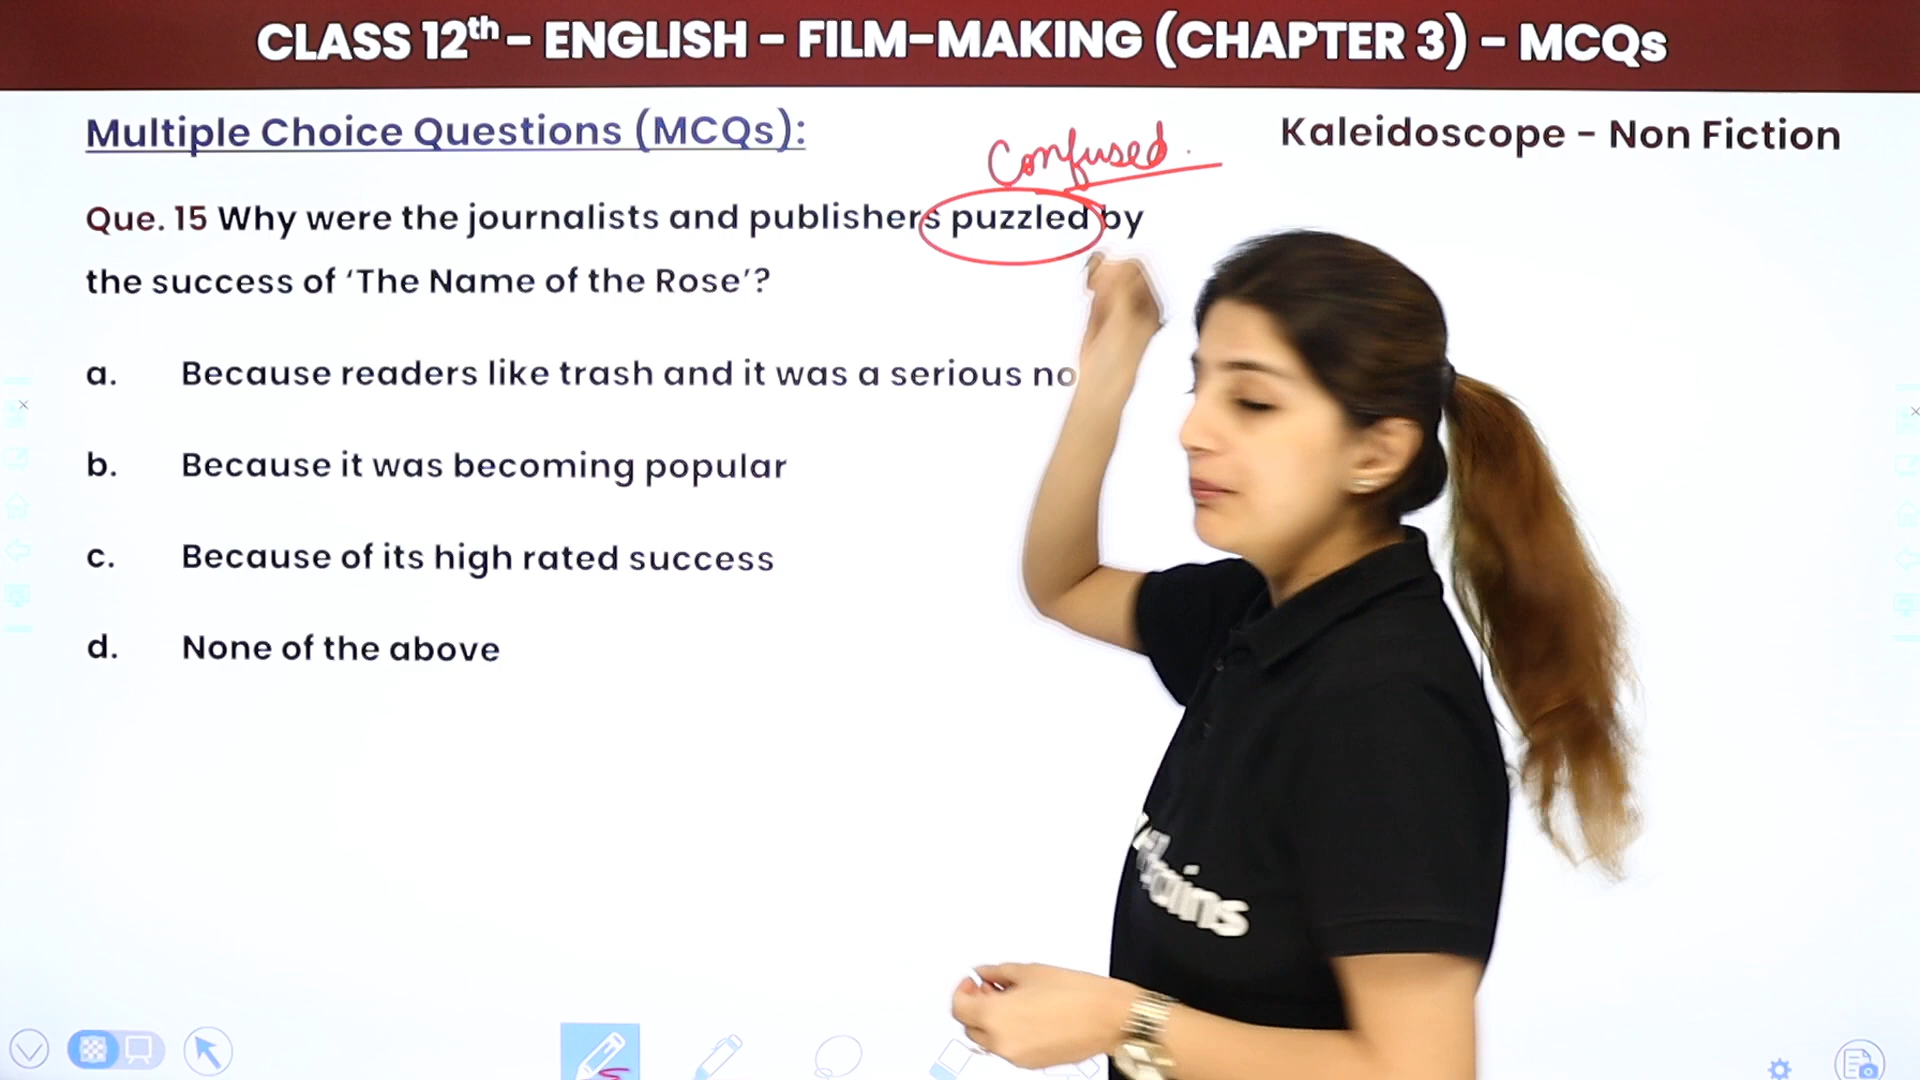 CLASS 12th - ENGLISH - FILM-MAKING (CHAPTER 3) - MCQs
Multiple Choice Questions (MCQs):
Kaleidoscope - Non Fiction
Confused.
Que. 15 Why were the journalists and publishers puzzled by
the success of ‘The Name of the Rose’?
a. Because readers like trash and it was a serious
b. Because it was becoming popular
c. Because of its high rated success
d. None of the above